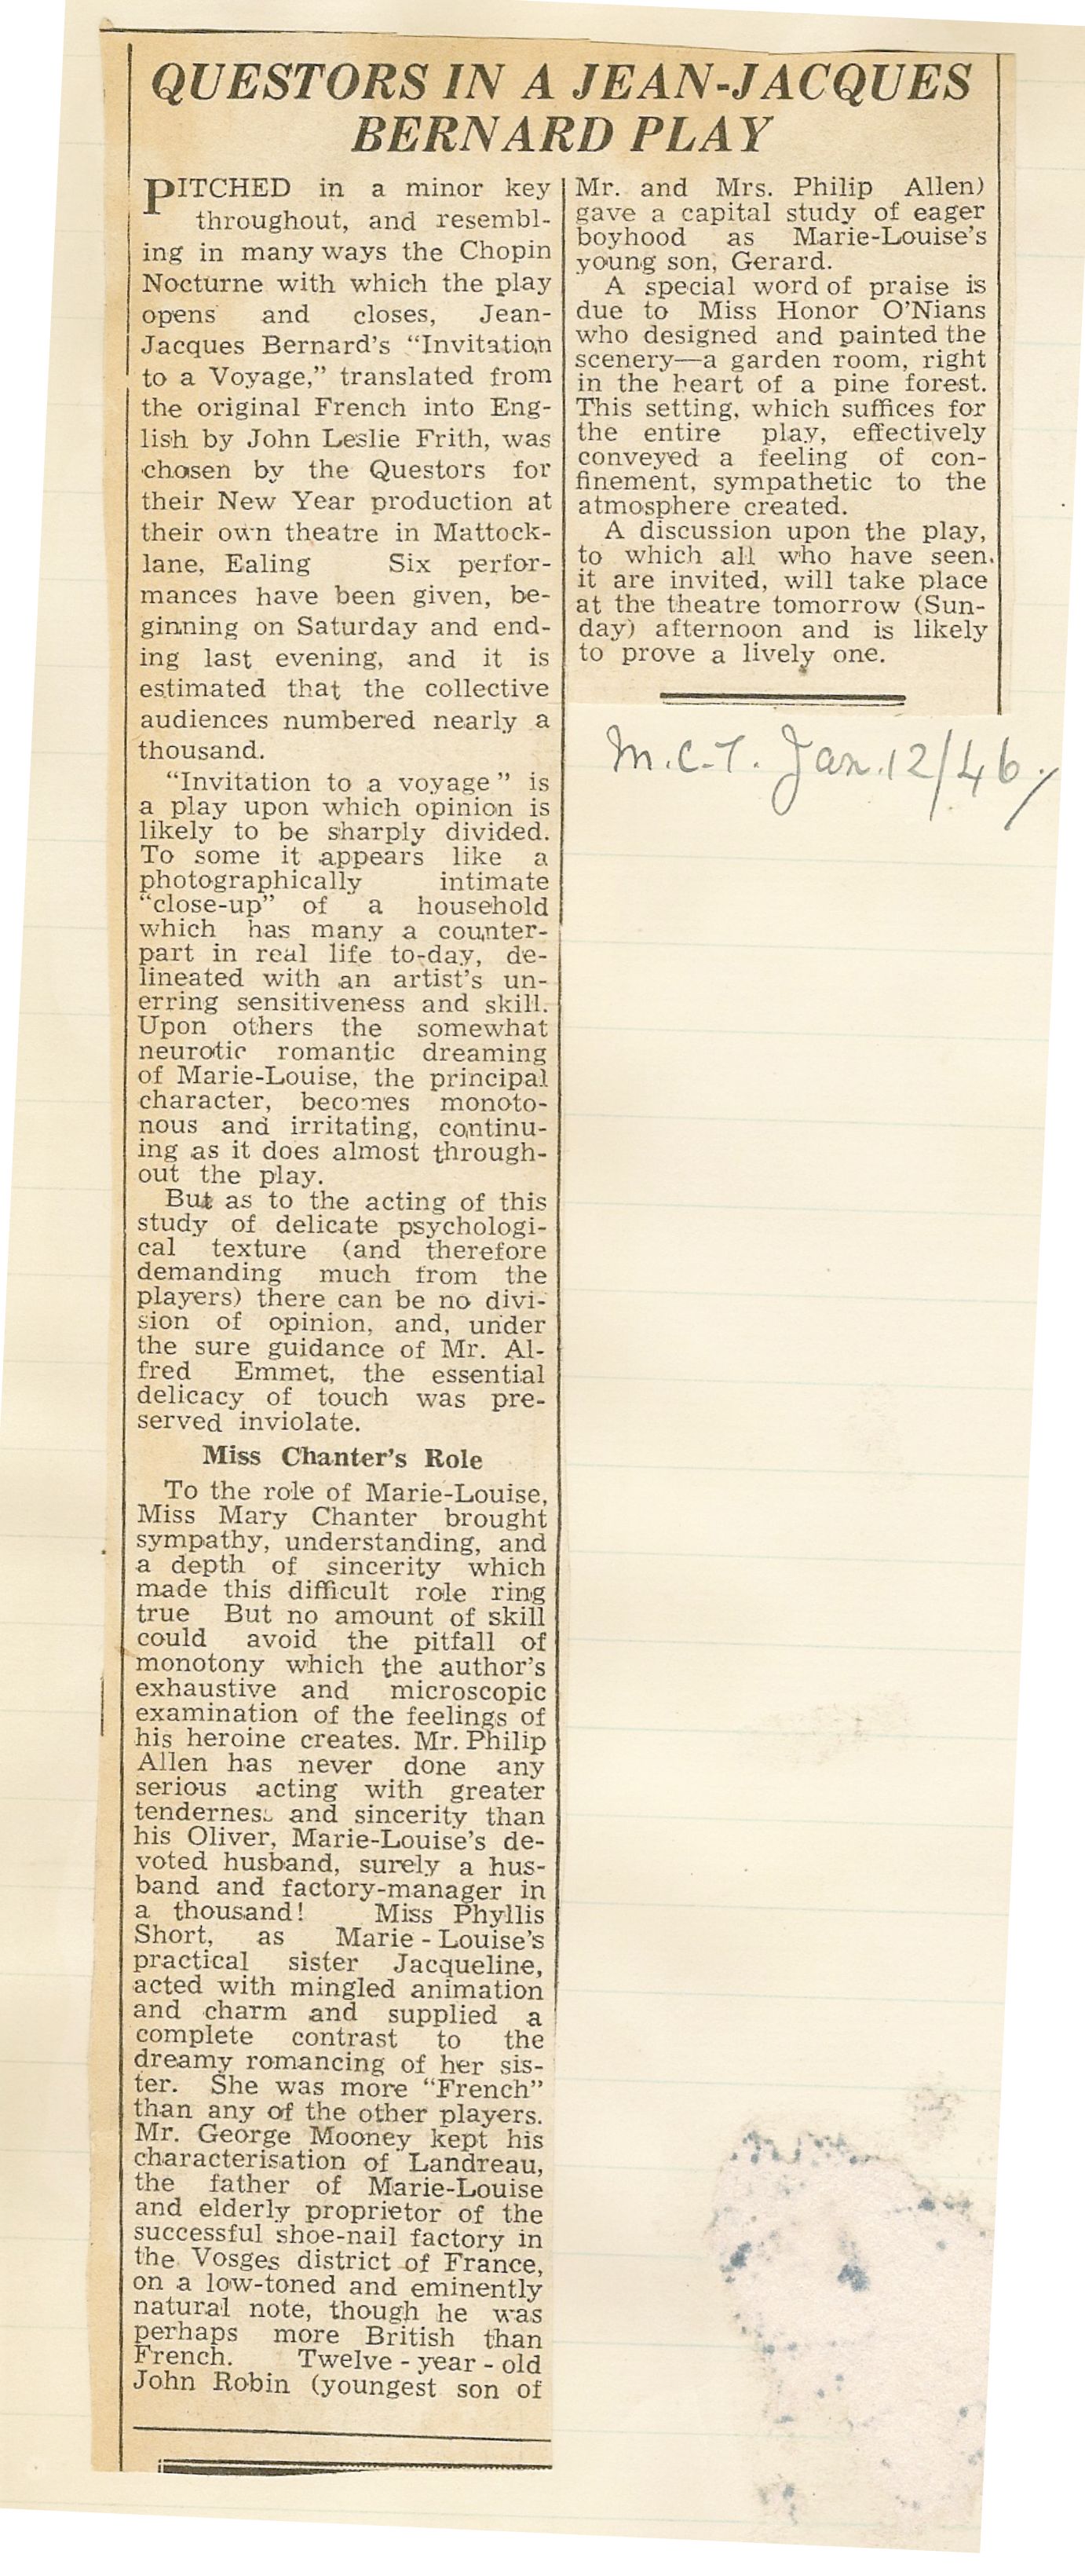 QUESTORS IN A JEAN-JACQUES
BERNARD PLAY
PITCHED in a minor key
throughout, and resembl-
ing in many ways the Chopin
Nocturne with which the play
opens and closes, Jean-
Jacques Bernard's "Invitation
to a Voyage," translated from
the original French into Eng-
lish by John Leslie Frith, was
chosen by the Questors for
their New Year production at
their own theatre in Mattock-
lane, Ealing Six perfor-
mances have been given, be-
ginning on Saturday and end-
ing last evening, and it is
estimated that the collective
audiences numbered nearly a
thousand.
"Invitation to a voyage" is
a play upon which opinion is
likely to be sharply divided.
To some it appears like a
photographically intimate
"close-up" of a household
which has many a counter-
part in real life to-day, de-
lineated with an artist's un-
erring sensitiveness and skill.
Upon others the somewhat
neurotic romantic dreaming
of Marie-Louise, the principal
character, becomes monoto-
nous and irritating, continu-
ing as it does almost through-
out the play.
But as to the acting of this
study of delicate psychologi-
cal texture (and therefore
demanding much from the
players) there can be no divi-
sion of opinion, and, under
the sure guidance of Mr. Al-
fred Emmet, the essential
delicacy of touch was pre-
served inviolate.
Miss Chanter's Role
To the role of Marie-Louise,
Miss Mary Chanter brought
sympathy, understanding, and
a depth of sincerity which
made this difficult role ring
true But no amount of skill
could avoid the pitfall of
monotony which the author's
exhaustive and microscopic
examination of the feelings of
his heroine creates. Mr. Philip
Allen has never done any
serious acting with greater
tenderness and sincerity than
his Oliver, Marie-Louise's de-
voted husband, surely a hus-
band and factory-manager in
a thousand! Miss Phyllis
Short, as Marie-Louise's
practical sister Jacqueline,
acted with mingled animation
and charm and supplied a
complete contrast to the
dreamy romancing of her sis-
ter. She was more "French"
than any of the other players.
Mr. George Mooney kept his
characterisation of Landreau,
the father of Marie-Louise
and elderly proprietor of the
successful shoe-nail factory in
the Vosges district of France,
on a low-toned and eminently
natural note, though he was
perhaps more British than
French. Twelve-year-old
John Robin (youngest son of
Mr. and Mrs. Philip Allen)
gave a capital study of eager
boyhood as Marie-Louise's
young son, Gerard.
A special word of praise is
due to Miss Honor O'Nians
who designed and painted the
scenery—a garden room, right
in the heart of a pine forest.
This setting, which suffices for
the entire play, effectively
conveyed a feeling of con-
finement, sympathetic to the
atmosphere created.
A discussion upon the play,
to which all who have seen
it are invited, will take place
at the theatre tomorrow (Sun-
day) afternoon and is likely
to prove a lively one.
M.C.T. Jan. 12/46